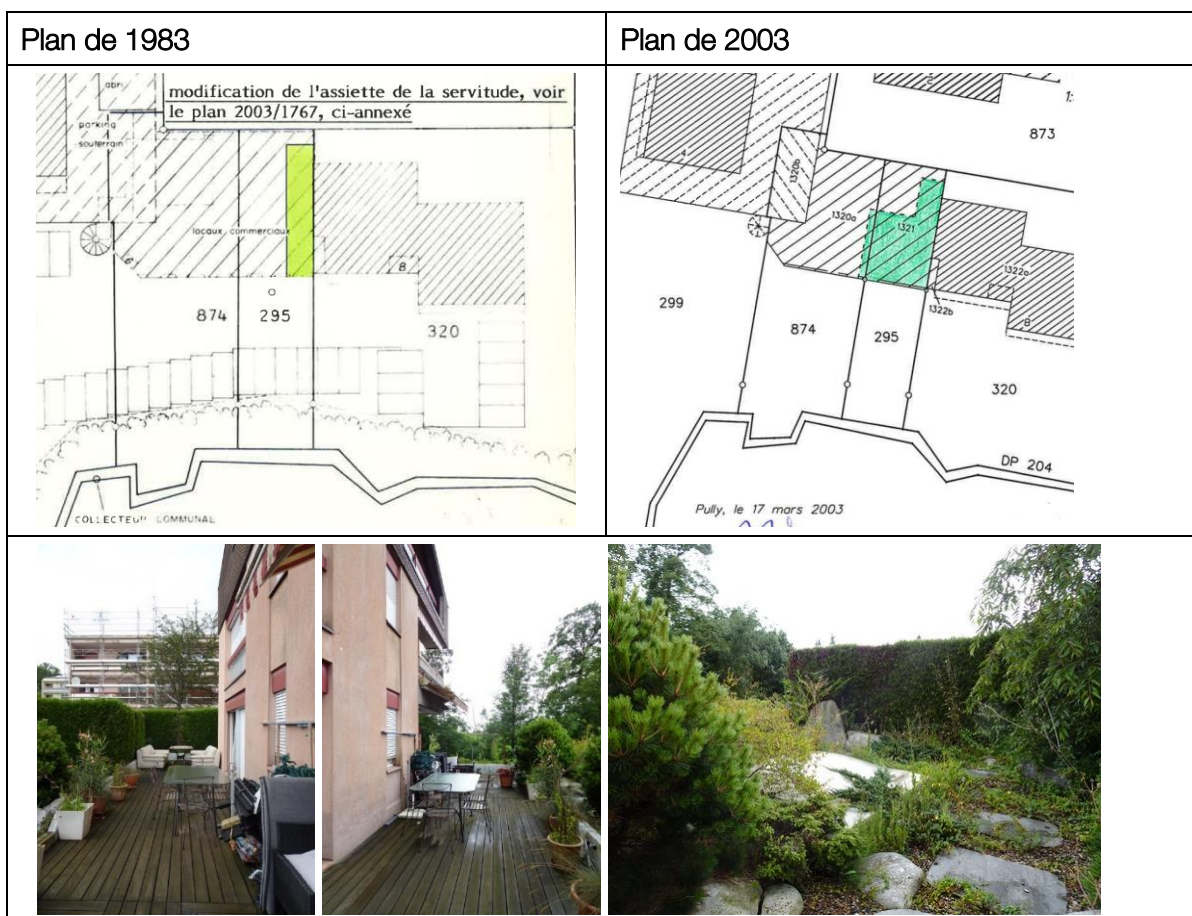 Plan de 1983
Plan de 2003
modification de l'assiette de la servitude, voir
le plan 2003/1767, ci-annexé
abri
parking
souterrain
locaux commerciaux
61
8
874
295
320
COLLECTEUR COMMUNAL
873
4
1320b
1320a
1321
1322a
1322b
8
299
874
295
320
DP 204
Pully, le 17 mars 2003